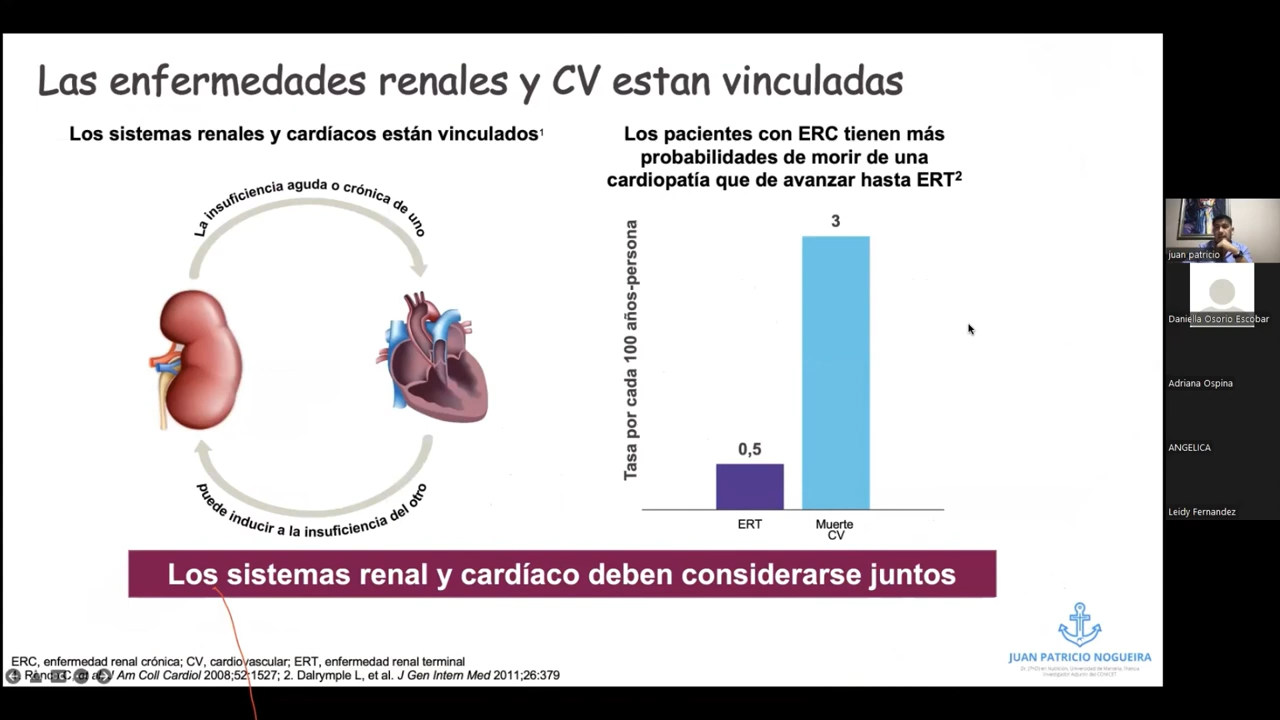 Las enfermedades renales y CV estan vinculadas
Los sistemas renales y cardíacos están vinculados¹
La insuficiencia aguda o crónica de uno
puede inducir a la insuficiencia del otro
Los pacientes con ERC tienen más
probabilidades de morir de una
cardiopatía que de avanzar hasta ERT²
Tasa por cada 100 años-persona
3
0,5
ERT
Muerte
CV
Los sistemas renal y cardíaco deben considerarse juntos
ERC, enfermedad renal crónica; CV, cardiovascular; ERT, enfermedad renal terminal
et al. J Am Coll Cardiol 2008;52:1527; 2. Dalrymple L, et al. J Gen Intern Med 2011;26:379
JUAN PATRICIO NOGUEIRA
juan patricio
Daniella Osorio Escobar
Adriana Ospina
ANGELICA
Leidy Fernandez